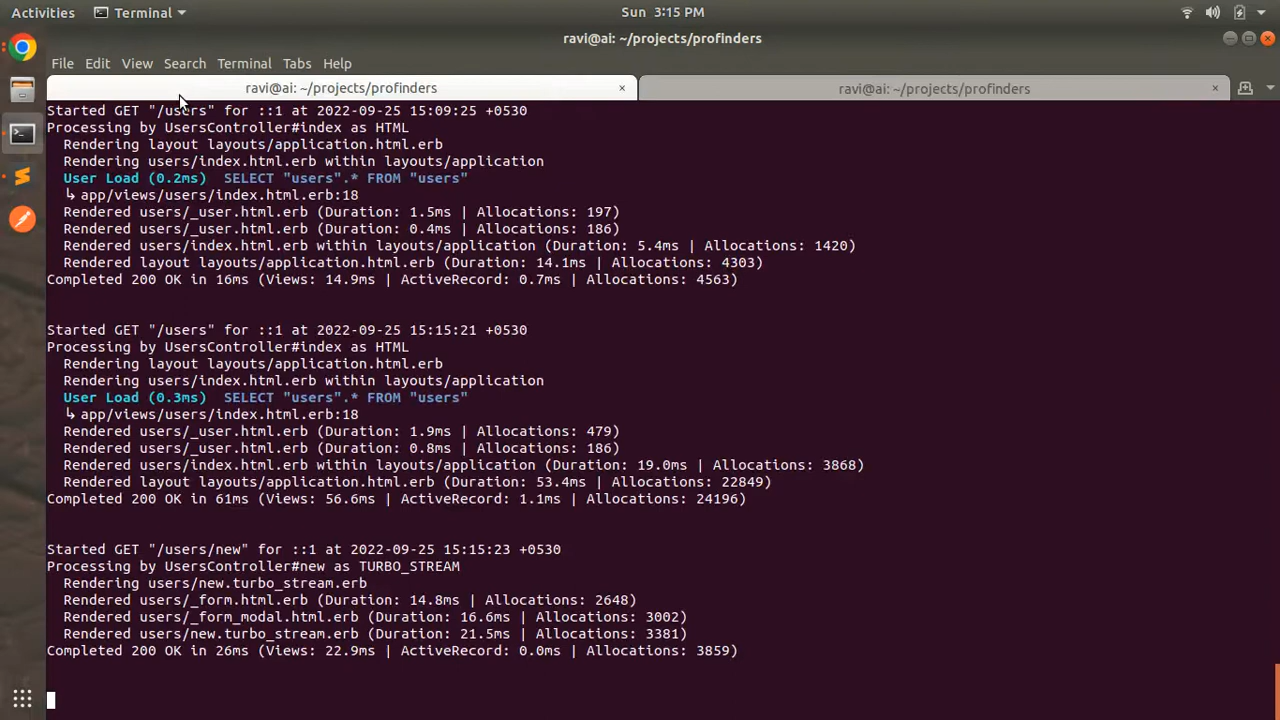 Activities Terminal Sun 3:15 PM
ravi@ai: ~/projects/profinders
File Edit View Search Terminal Tabs Help
ravi@ai: ~/projects/profinders × ravi@ai: ~/projects/profinders ×
Started GET "/users" for ::1 at 2022-09-25 15:09:25 +0530
Processing by UsersController#index as HTML
Rendering layout layouts/application.html.erb
Rendering users/index.html.erb within layouts/application
User Load (0.2ms) SELECT "users".* FROM "users"
↳ app/views/users/index.html.erb:18
Rendered users/_user.html.erb (Duration: 1.5ms | Allocations: 197)
Rendered users/_user.html.erb (Duration: 0.4ms | Allocations: 186)
Rendered users/index.html.erb within layouts/application (Duration: 5.4ms | Allocations: 1420)
Rendered layout layouts/application.html.erb (Duration: 14.1ms | Allocations: 4303)
Completed 200 OK in 16ms (Views: 14.9ms | ActiveRecord: 0.7ms | Allocations: 4563)
Started GET "/users" for ::1 at 2022-09-25 15:15:21 +0530
Processing by UsersController#index as HTML
Rendering layout layouts/application.html.erb
Rendering users/index.html.erb within layouts/application
User Load (0.3ms) SELECT "users".* FROM "users"
↳ app/views/users/index.html.erb:18
Rendered users/_user.html.erb (Duration: 1.9ms | Allocations: 479)
Rendered users/_user.html.erb (Duration: 0.8ms | Allocations: 186)
Rendered users/index.html.erb within layouts/application (Duration: 19.0ms | Allocations: 3868)
Rendered layout layouts/application.html.erb (Duration: 53.4ms | Allocations: 22849)
Completed 200 OK in 61ms (Views: 56.6ms | ActiveRecord: 1.1ms | Allocations: 24196)
Started GET "/users/new" for ::1 at 2022-09-25 15:15:23 +0530
Processing by UsersController#new as TURBO_STREAM
Rendering users/new.turbo_stream.erb
Rendered users/_form.html.erb (Duration: 14.8ms | Allocations: 2648)
Rendered users/_form_modal.html.erb (Duration: 16.6ms | Allocations: 3002)
Rendered users/new.turbo_stream.erb (Duration: 21.5ms | Allocations: 3381)
Completed 200 OK in 26ms (Views: 22.9ms | ActiveRecord: 0.0ms | Allocations: 3859)